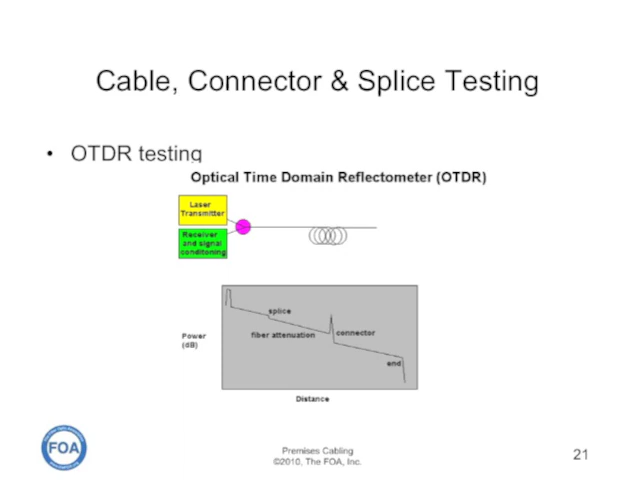 Cable, Connector & Splice Testing
• OTDR testing
Optical Time Domain Reflectometer (OTDR)
Laser
Transmitter
Receiver
and signal
conditoning
splice
Power
(dB)
fiber attenuation
connector
end
Distance
FOA
Premises Cabling
©2010, The FOA, Inc.
21